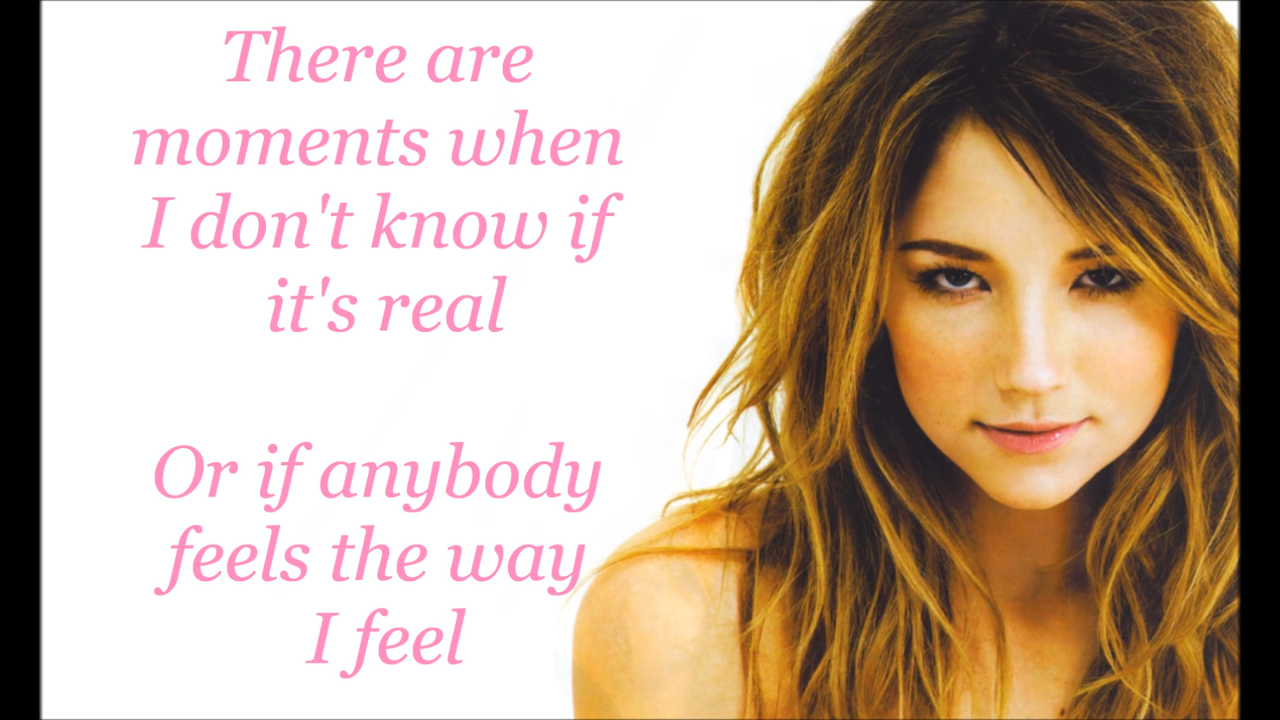 There are
moments when
I don't know if
it's real
Or if anybody
feels the way
I feel